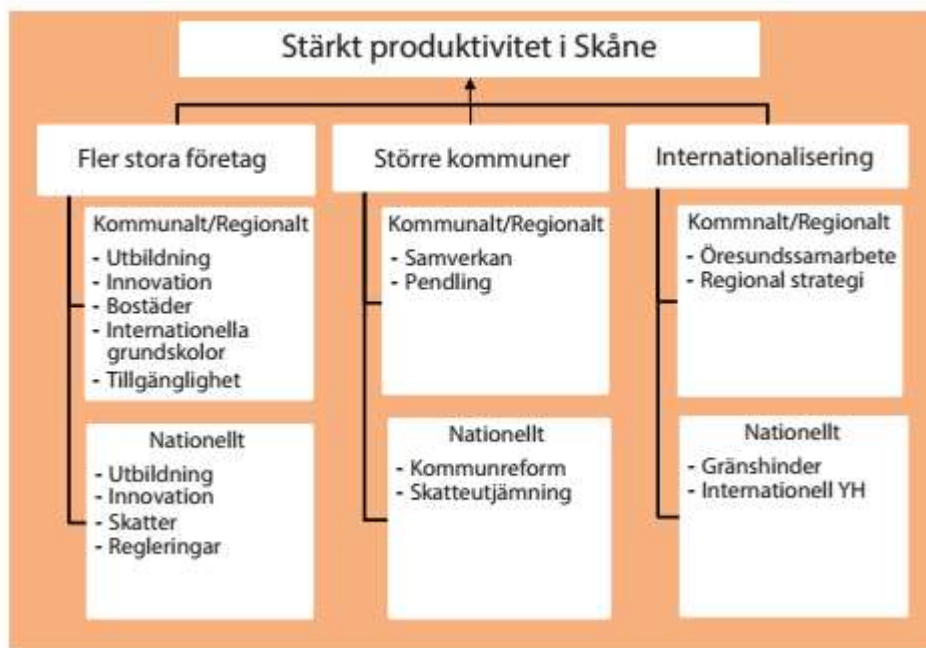 Stärkt produktivitet i Skåne
Fler stora företag
Kommunalt/Regionalt
- Utbildning
- Innovation
- Bostäder
- Internationella
grundskolor
- Tillgänglighet
Nationellt
- Utbildning
- Innovation
- Skatter
- Regleringar
Större kommuner
Kommunalt/Regionalt
- Samverkan
- Pendling
Nationellt
- Kommunreform
- Skatteutjämning
Internationalisering
Kommnalt/Regionalt
- Öresundssamarbete
- Regional strategi
Nationellt
- Gränshinder
- Internationell YH